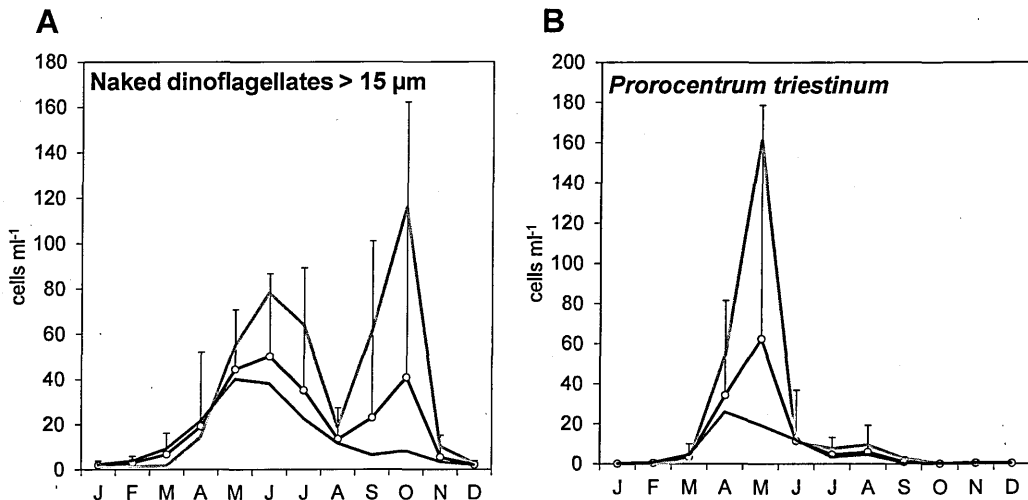 A
Naked dinoflagellates > 15 µm
cells ml-1
180
160
140
120
100
80
60
40
20
0
J F M A M J J A S O N D
B
Prorocentrum triestinum
cells ml-1
200
180
160
140
120
100
80
60
40
20
0
J F M A M J J A S O N D